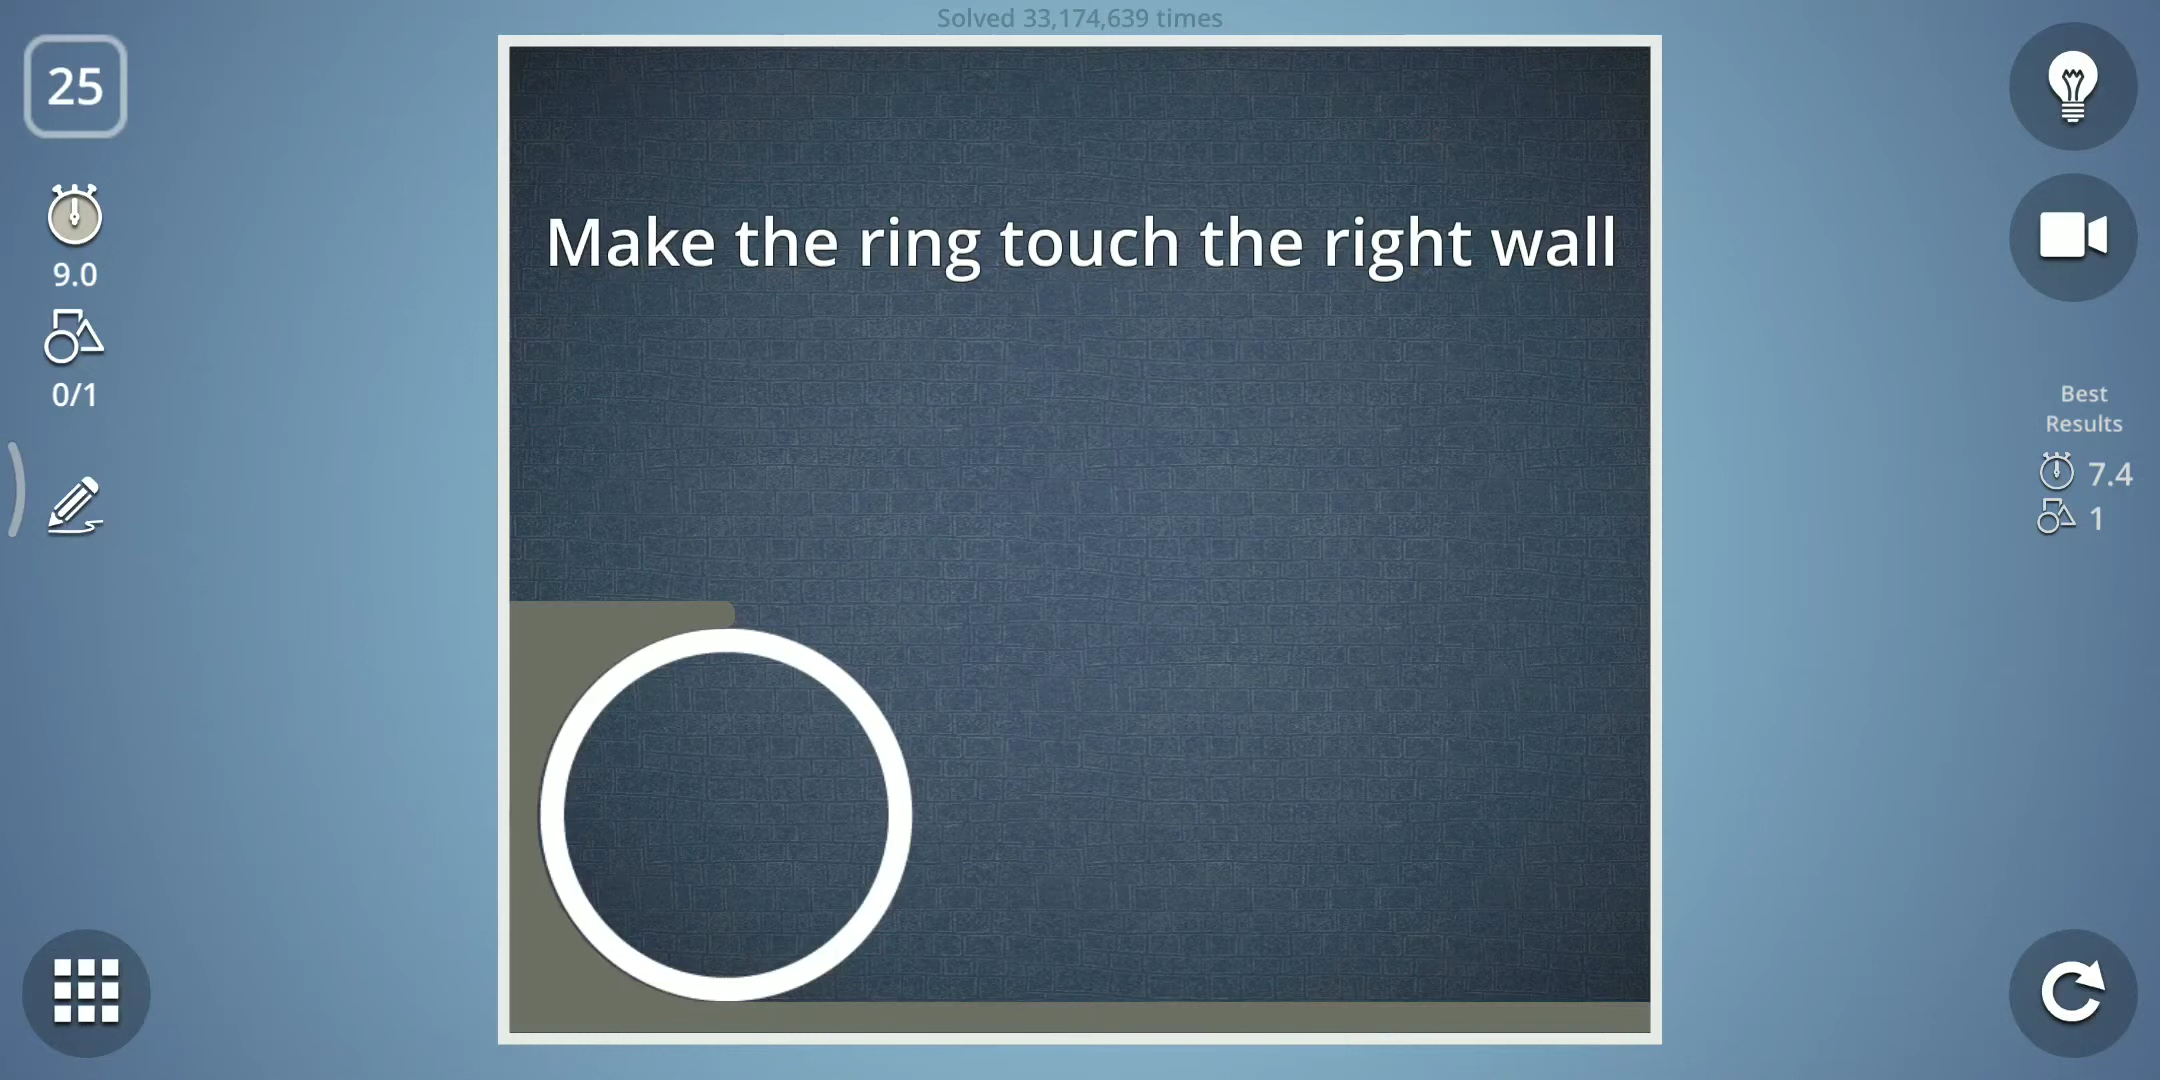 Solved 33,174,639 times
25
9.0
0/1
Make the ring touch the right wall
Best
Results
7.4
1